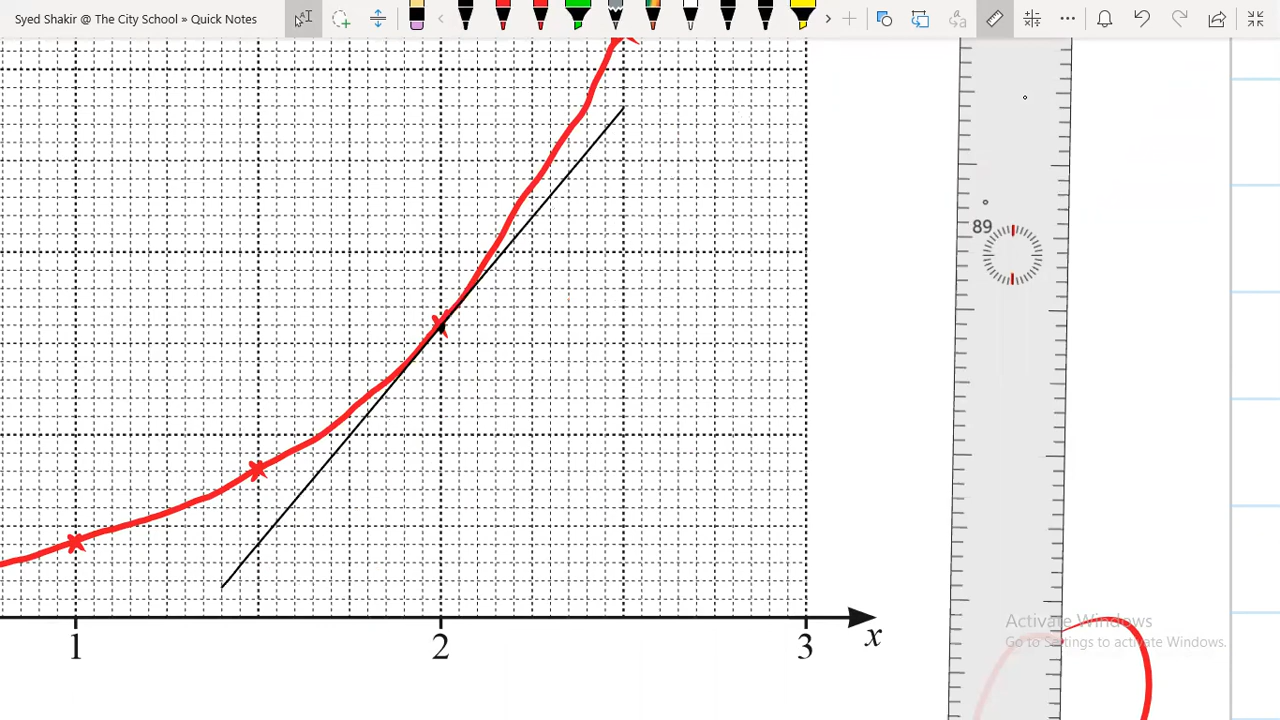 Syed Shakir @ The City School » Quick Notes
89
1
2
3
x
Activate Windows
Go to Settings to activate Windows.